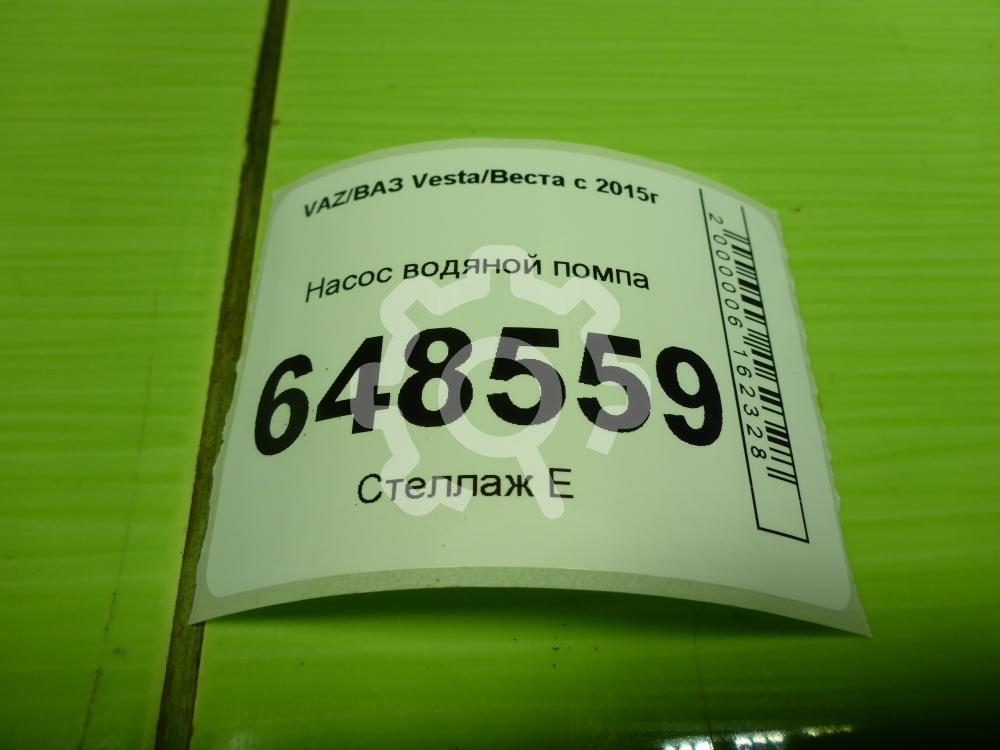 VAZ/ВАЗ Vesta/Веста с 2015г
Насос водяной помпа
648559
Стеллаж Е
2000006162328